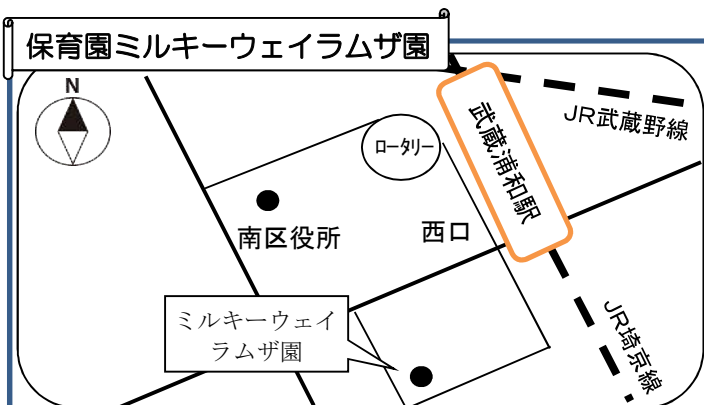 保育園ミルキーウェイラムザ園
N
JR武蔵野線
ロータリー
武蔵浦和駅
南区役所
西口
ミルキーウェイ
ラムザ園
JR埼京線